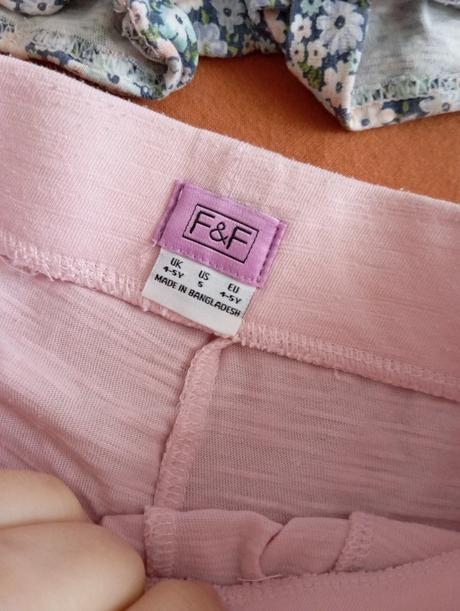 F&F
UK US EU
4-5Y 5 4-5Y
MADE IN BANGLADESH